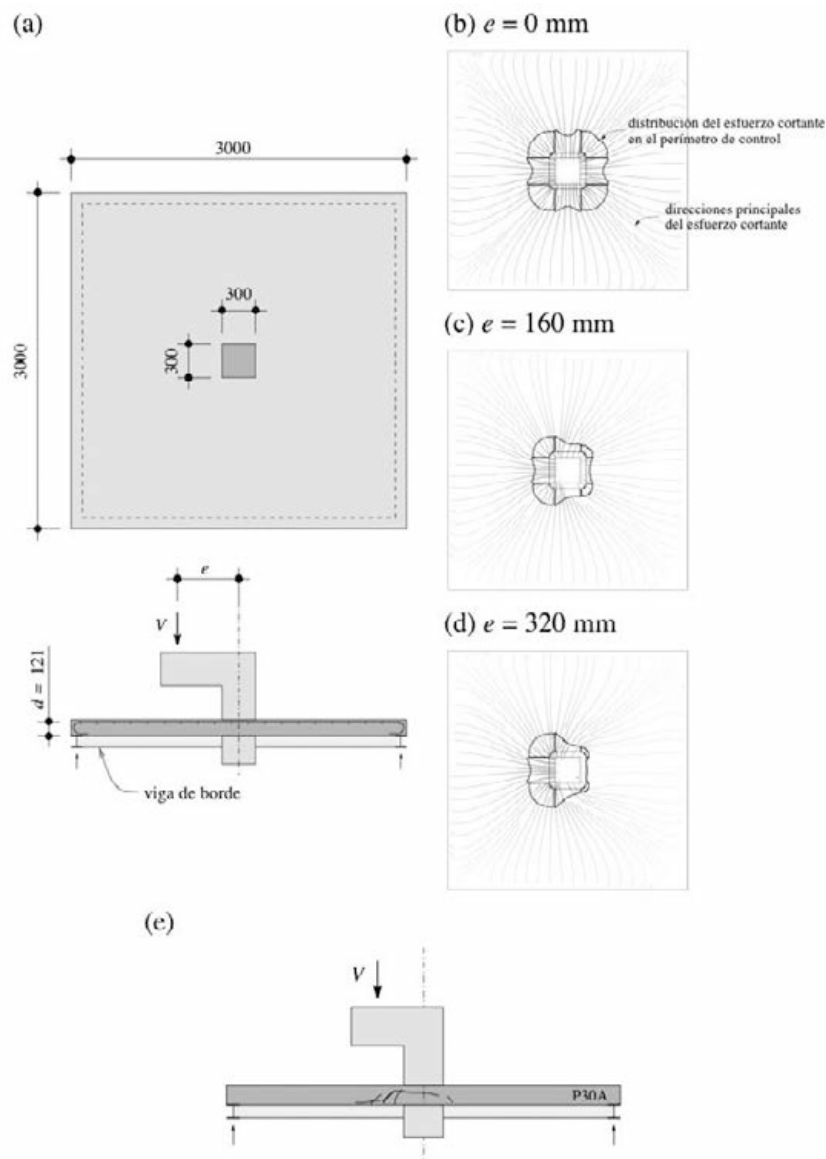 (a)
3000
3000
300
300
e
V
d = 121
viga de borde
(b) e = 0 mm
distribución del esfuerzo cortante
en el perímetro de control
direcciones principales
del esfuerzo cortante
(c) e = 160 mm
(d) e = 320 mm
(e)
V
P30A